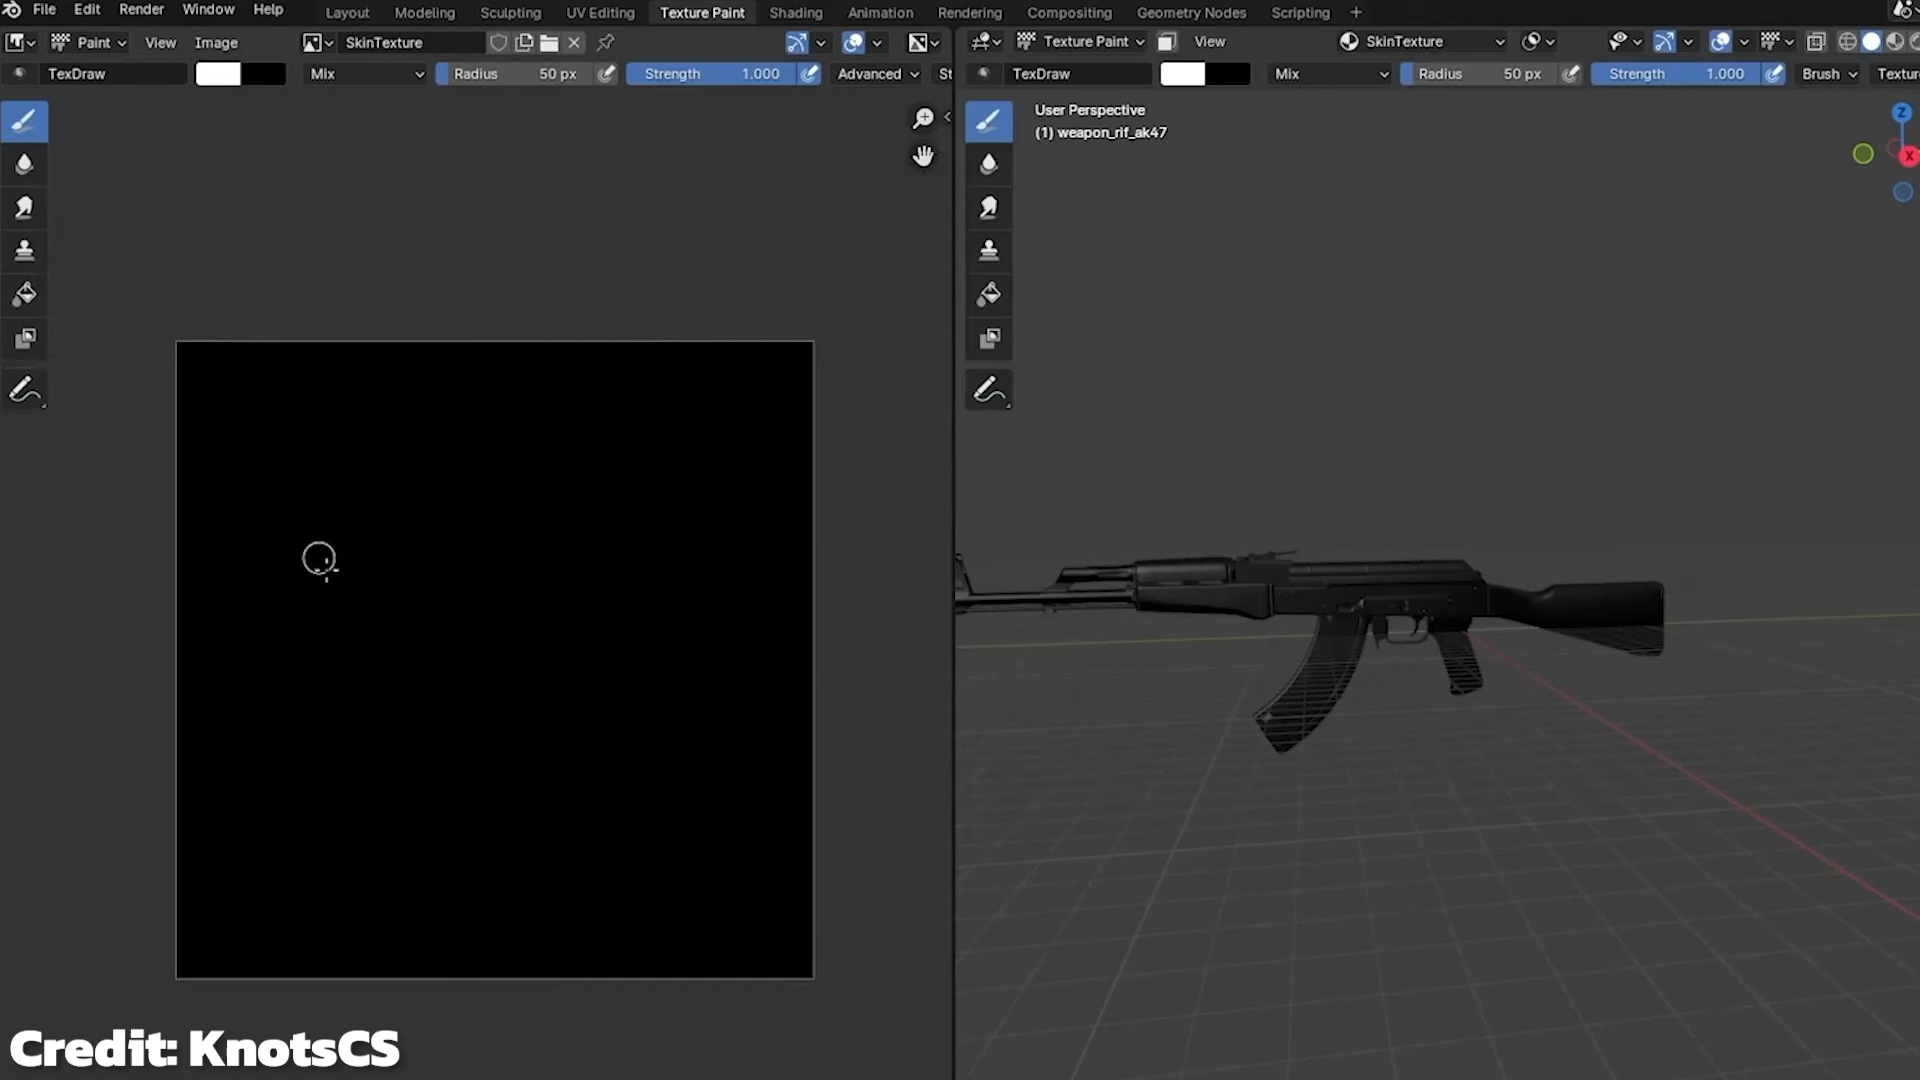 File Edit Render Window Help Layout Modeling Sculpting UV Editing Texture Paint Shading Animation Rendering Compositing Geometry Nodes Scripting +
Paint View Image SkinTexture
TexDraw Mix Radius 50 px Strength 1.000 Advanced St
Texture Paint View SkinTexture
TexDraw Mix Radius 50 px Strength 1.000 Brush Textur
User Perspective
(1) weapon_rif_ak47
Z
X
Credit: KnotsCS